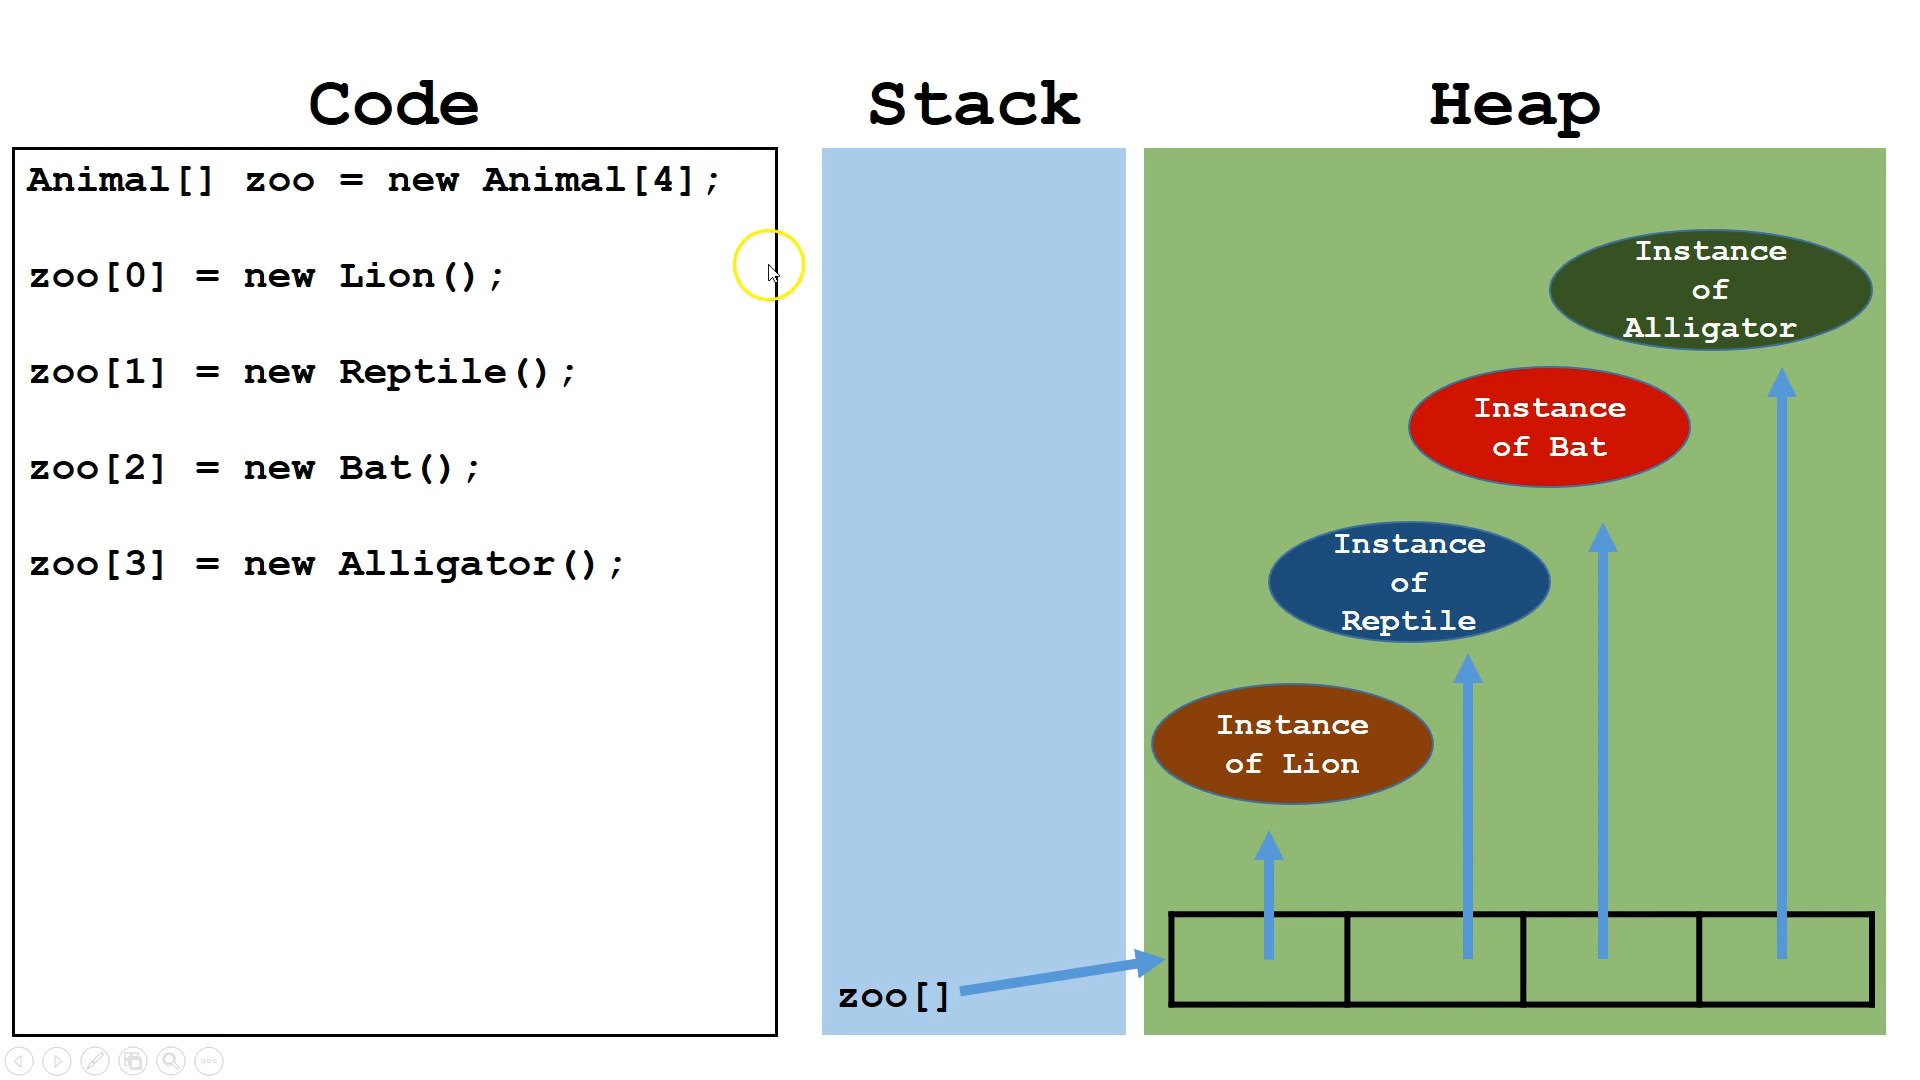 Code
Animal[] zoo = new Animal[4];
zoo[0] = new Lion();
zoo[1] = new Reptile();
zoo[2] = new Bat();
zoo[3] = new Alligator();
Stack
zoo[]
Heap
Instance
of
Alligator
Instance
of Bat
Instance
of
Reptile
Instance
of Lion